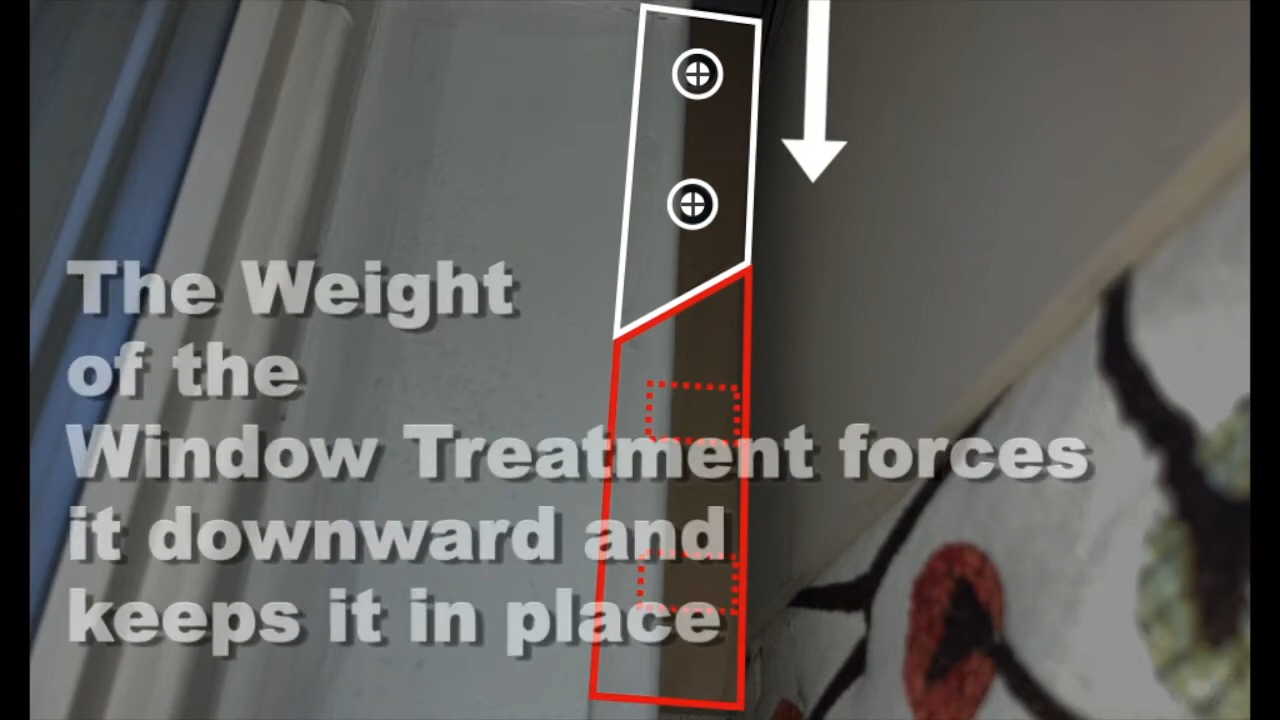 The Weight
of the
Window Treatment forces
it downward and
keeps it in place